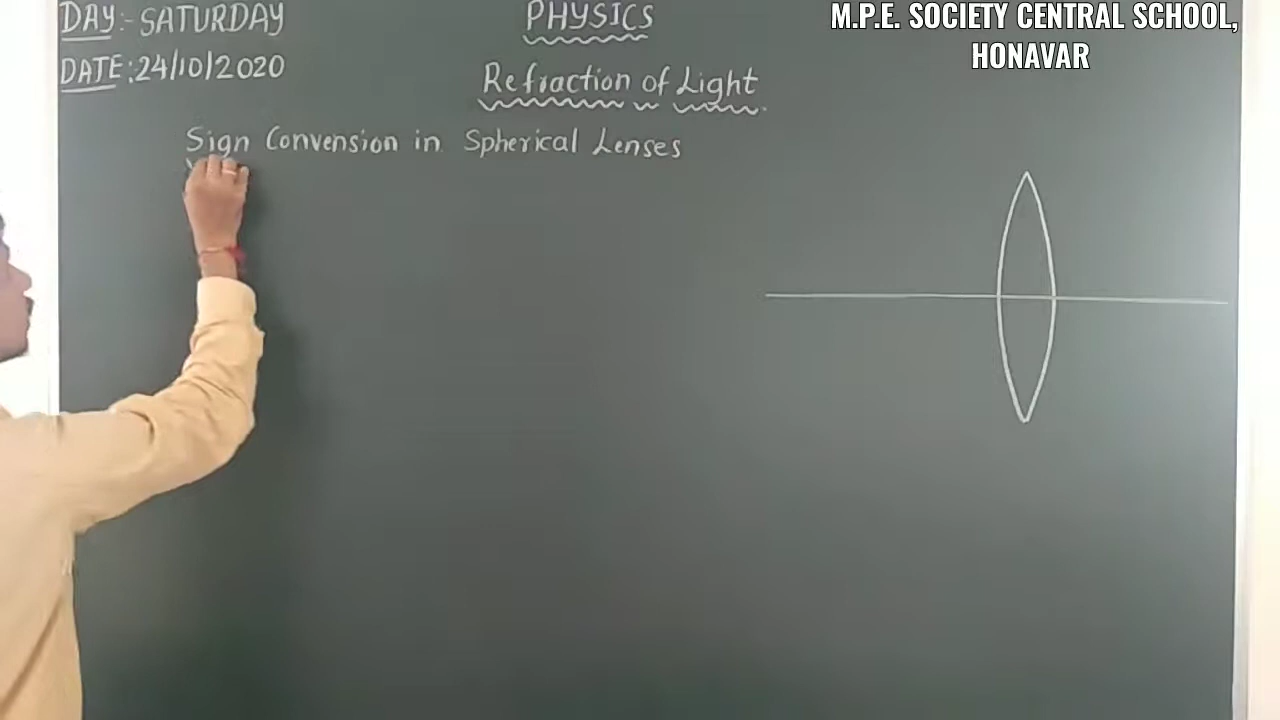 DAY:- SATURDAY
DATE:24/10/2020
PHYSICS
Refraction of Light
M.P.E. SOCIETY CENTRAL SCHOOL,
HONAVAR
Sign Convension in Spherical Lenses